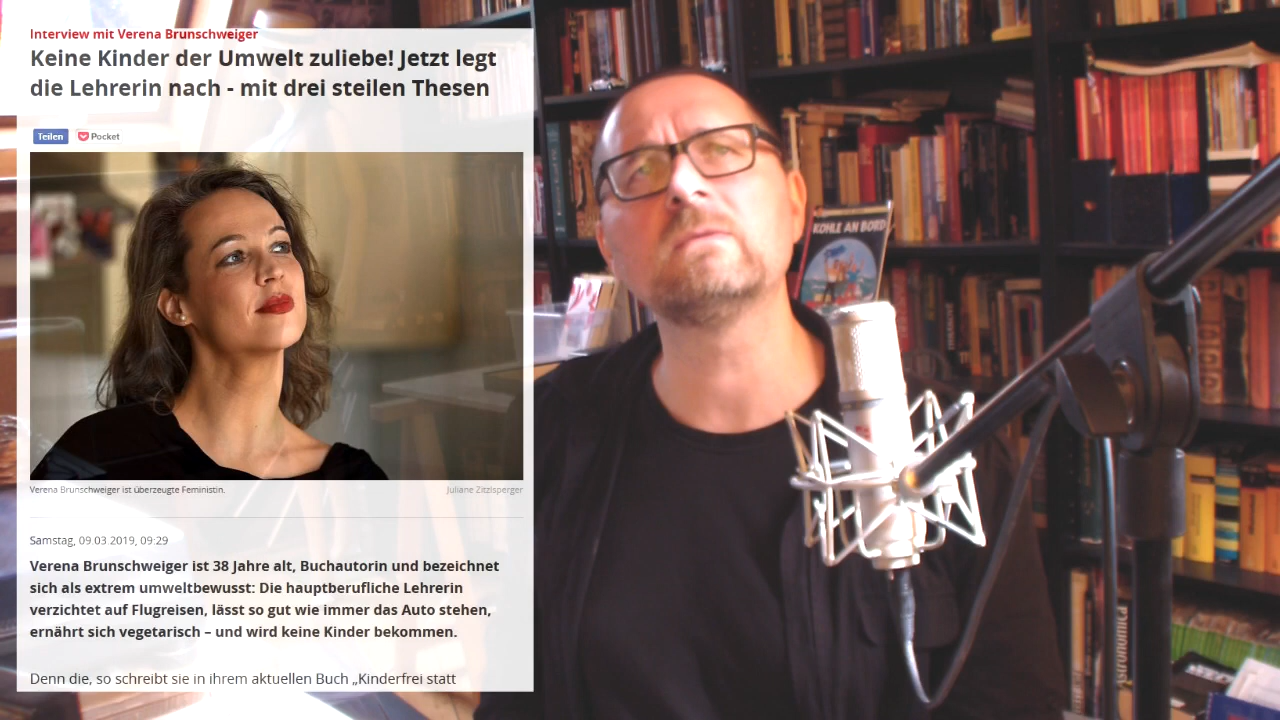 Interview mit Verena Brunschweiger
Keine Kinder der Umwelt zuliebe! Jetzt legt
die Lehrerin nach - mit drei steilen Thesen
Teilen
Pocket
Verena Brunschweiger ist überzeugte Feministin.
Juliane Zitzlsperger
Samstag, 09.03 2019, 09:29
Verena Brunschweiger ist 38 Jahre alt, Buchautorin und bezeichnet
sich als extrem umweltbewusst: Die hauptberufliche Lehrerin
verzichtet auf Flugreisen, lässt so gut wie immer das Auto stehen,
ernährt sich vegetarisch – und wird keine Kinder bekommen.
Denn die, so schreibt sie in ihrem aktuellen Buch „Kinderfrei statt
KOHLE AN BORD
Astronomica